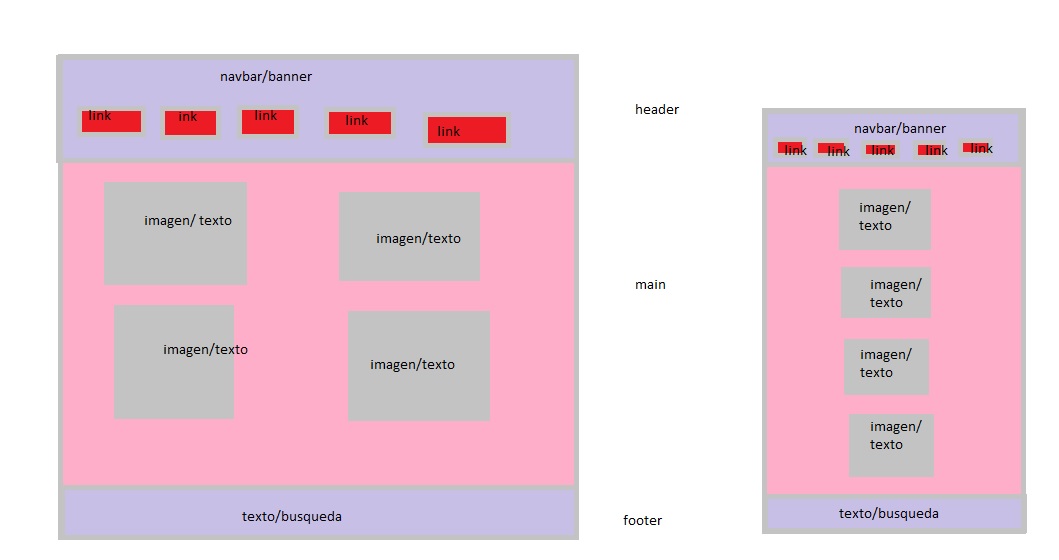 navbar/banner
link
ink
link
link
link
imagen/ texto
imagen/texto
imagen/texto
imagen/texto
texto/busqueda
header
main
footer
navbar/banner
link
link
link
link
link
imagen/
texto
imagen/
texto
imagen/
texto
imagen/
texto
texto/busqueda